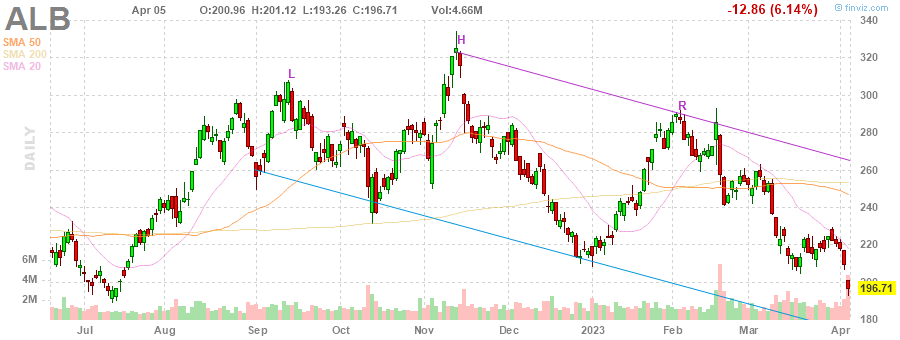 ALB Apr 05 O:200.96 H:201.12 L:193.26 C:196.71 Vol:4.66M -12.86 (6.14%) © finviz.com
SMA 50
SMA 200
SMA 20
DAILY
L
H
R
340
320
300
280
260
240
220
200
196.71
180
6M
4M
2M
Jul Aug Sep Oct Nov Dec 2023 Feb Mar Apr